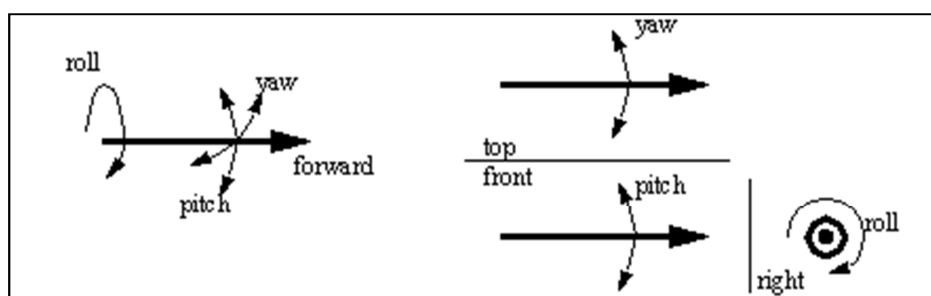 roll
yaw
forward
pitch
yaw
top
front
pitch
roll
right